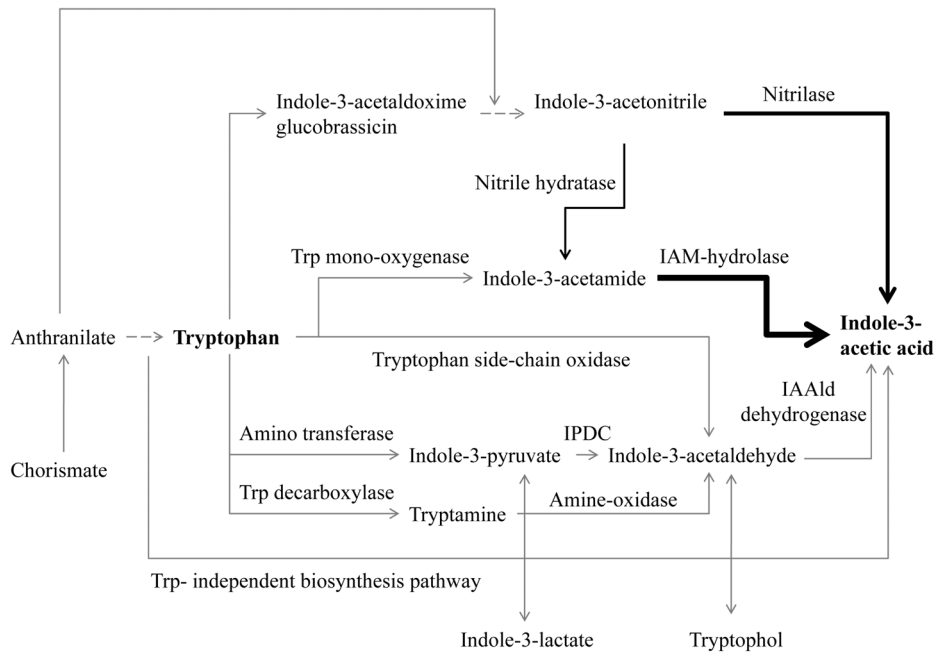 Indole-3-acetaldoxime
glucobrassicin
Indole-3-acetonitrile
Nitrilase
Nitrile hydratase
Trp mono-oxygenase
Indole-3-acetamide
IAM-hydrolase
Anthranilate
Tryptophan
Indole-3-
acetic acid
Tryptophan side-chain oxidase
IAAld
dehydrogenase
Amino transferase
Indole-3-pyruvate
IPDC
Indole-3-acetaldehyde
Chorismate
Trp decarboxylase
Tryptamine
Amine-oxidase
Trp- independent biosynthesis pathway
Indole-3-lactate
Tryptophol